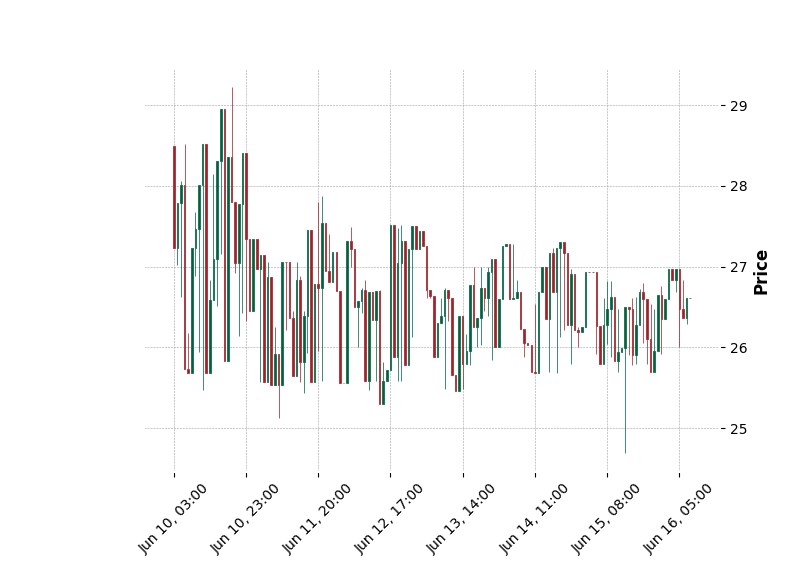 29
28
27
26
25
Price
Jun 10, 03:00
Jun 10, 23:00
Jun 11, 20:00
Jun 12, 17:00
Jun 13, 14:00
Jun 14, 11:00
Jun 15, 08:00
Jun 16, 05:00